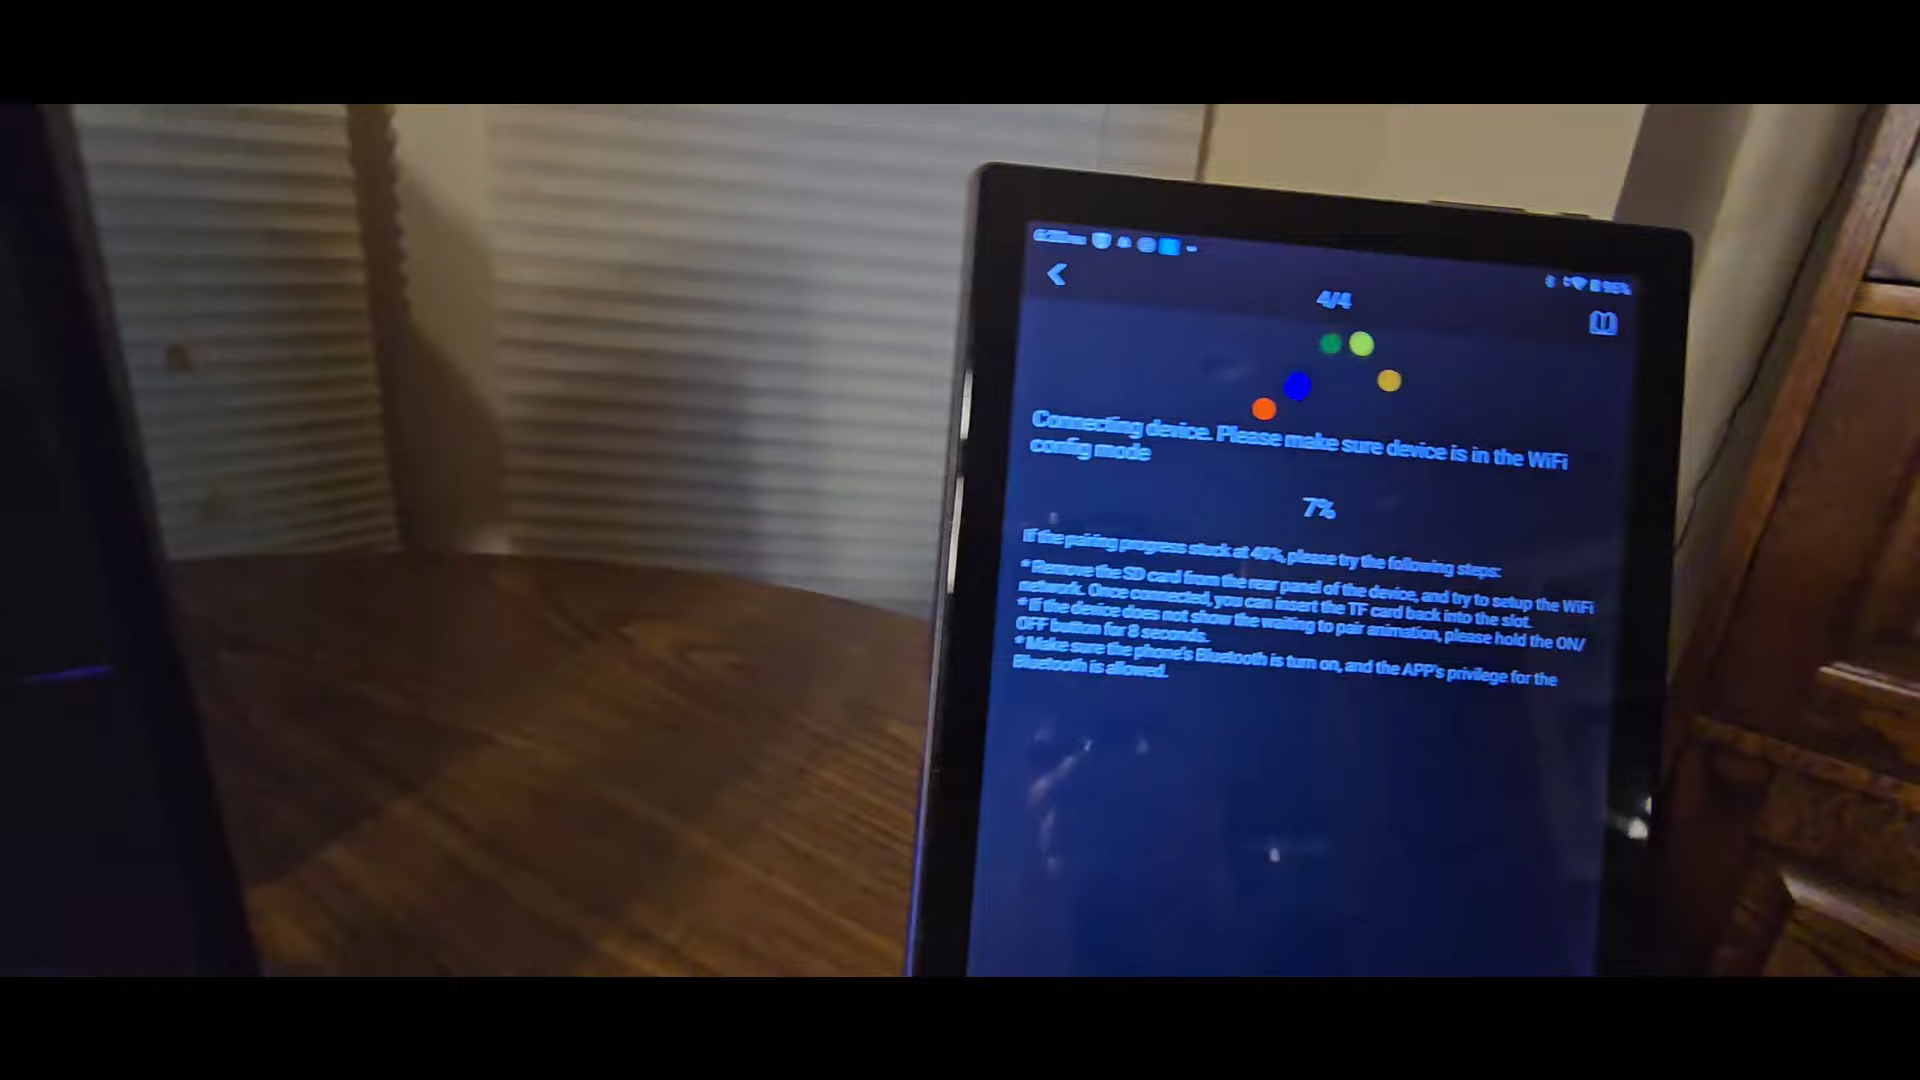 4/4
Connecting device. Please make sure device is in the WiFi
config mode
7%
If the pairing progress stuck at 40%, please try the following steps:
* Remove the SD card from the rear panel of the device, and try to setup the WiFi
network. Once connected, you can insert the TF card back into the slot.
* If the device does not show the waiting to pair animation, please hold the ON/
OFF button for 8 seconds.
* Make sure the phone's Bluetooth is turn on, and the APP's privilege for the
Bluetooth is allowed.